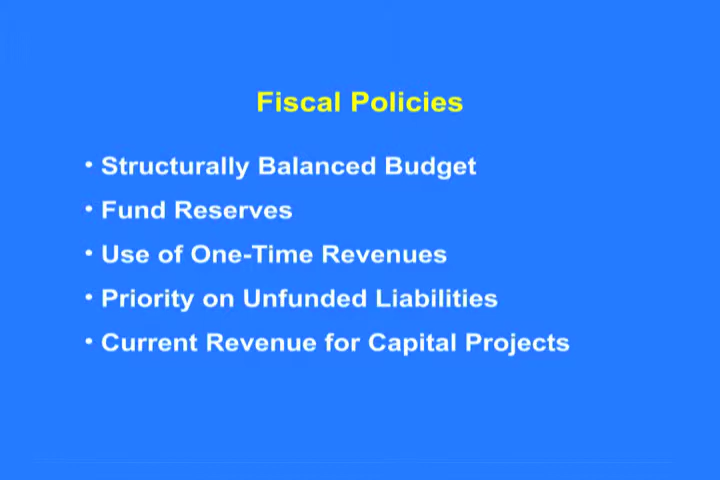 Fiscal Policies
• Structurally Balanced Budget
• Fund Reserves
• Use of One-Time Revenues
• Priority on Unfunded Liabilities
• Current Revenue for Capital Projects